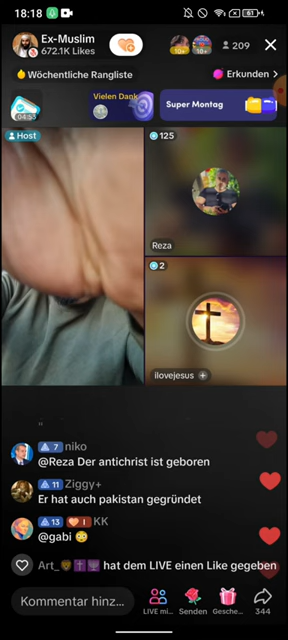 18:18
Ex-Muslim
672.1K Likes
10+
10+
209
Wöchentliche Rangliste
Erkunden >
04:53
Vielen Dank
Super Montag
Host
125
Reza
2
ilovejesus +
"
7 niko
@Reza Der antichrist ist geboren
11 Ziggy+
Er hat auch pakistan gegründet
13 1 KK
@gabi 😳
Art_🦁✝️🕎 hat dem LIVE einen Like gegeben
Kommentar hinz...
LIVE mi...
Senden
Gesche...
344